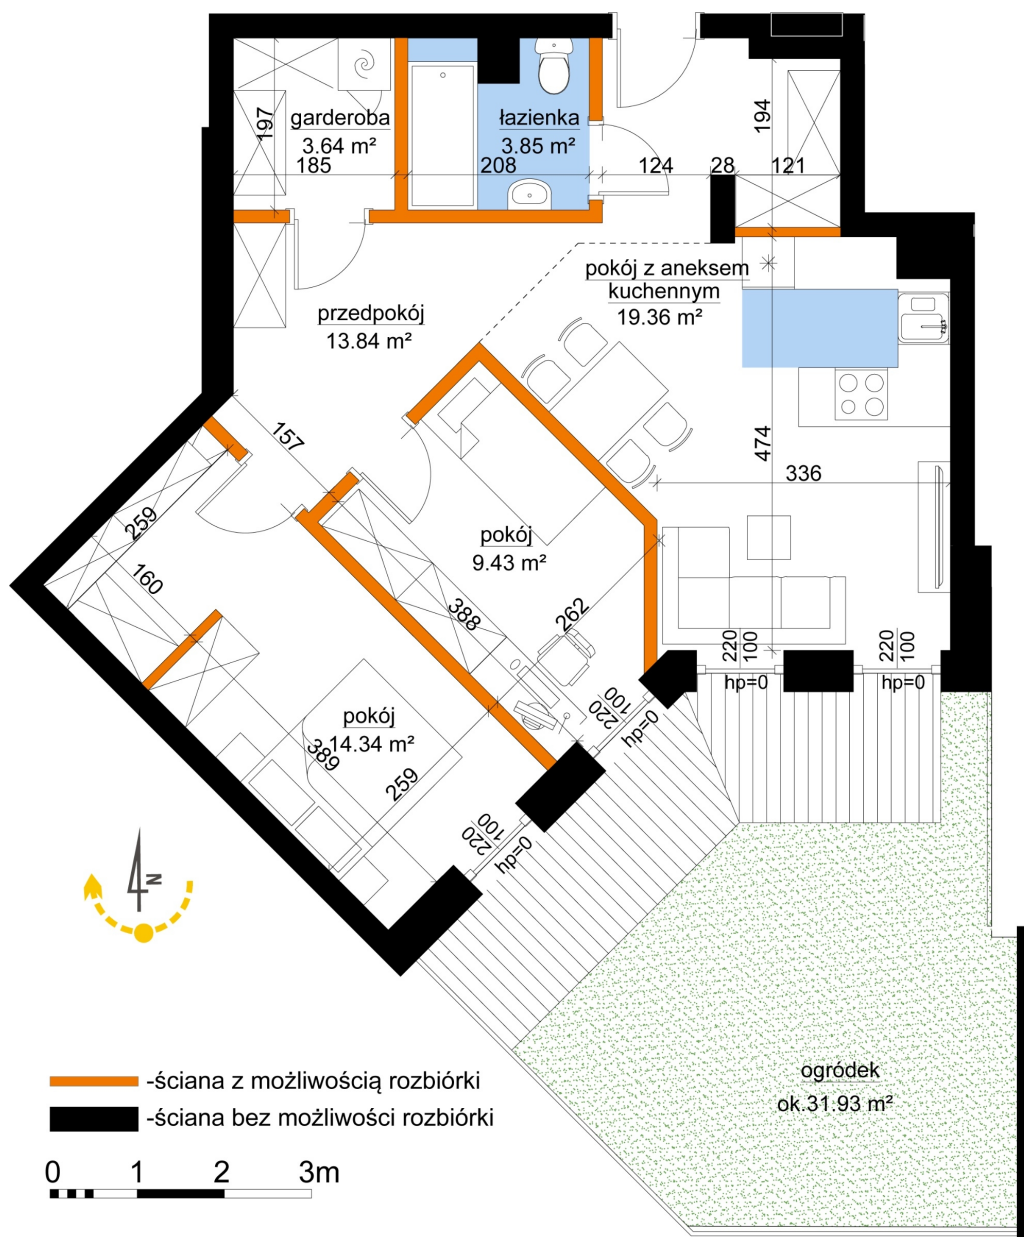 garderoba
3.64 m²
197
185
łazienka
3.85 m²
208
124
28
121
194
pokój z aneksem
kuchennym
19.36 m²
przedpokój
13.84 m²
157
474
336
259
160
pokój
9.43 m²
388
262
220
100
hp=0
220
100
hp=0
220
100
hp=0
pokój
14.34 m²
389
259
220
100
hp=0
N
ogródek
ok.31.93 m²
-ściana z możliwością rozbiórki
-ściana bez możliwości rozbiórki
0 1 2 3m